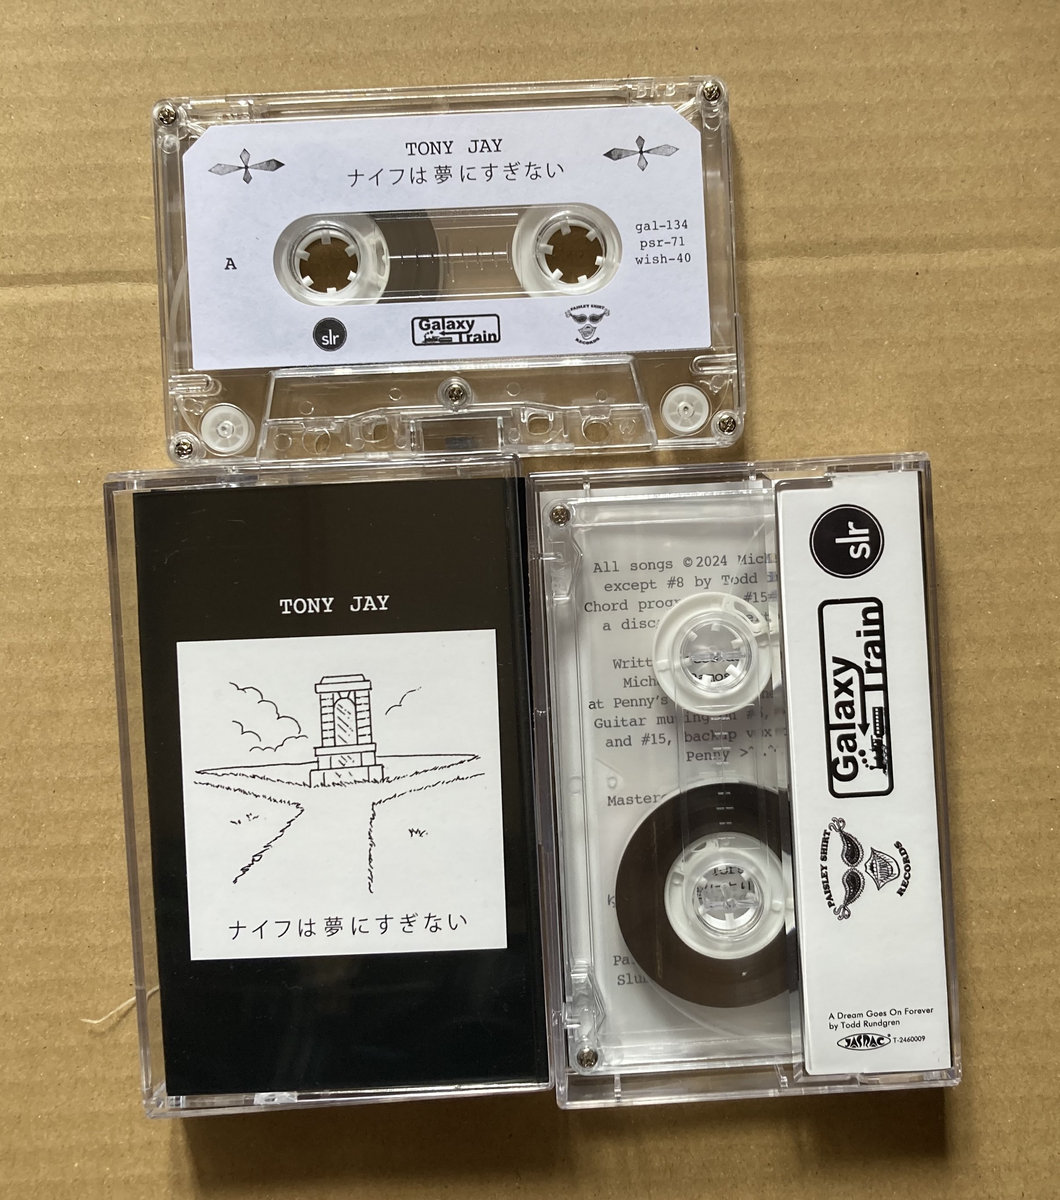 TONY JAY
ナイフは夢にすぎない
A
gal-134
psr-71
wish-40
slr
Galaxy
Train
PAISLEY SHIRT
RECORDS
TONY JAY
ナイフは夢にすぎない
All songs ©2024
except #8 by Todd
Chord #15
a
at Penny's
Guitar
and #15, backup
Penny >^.^
slr
Galaxy
Train
PAISLEY SHIRT
RECORDS
A Dream Goes On Forever
by Todd Rundgren
JASRAC T-2460009